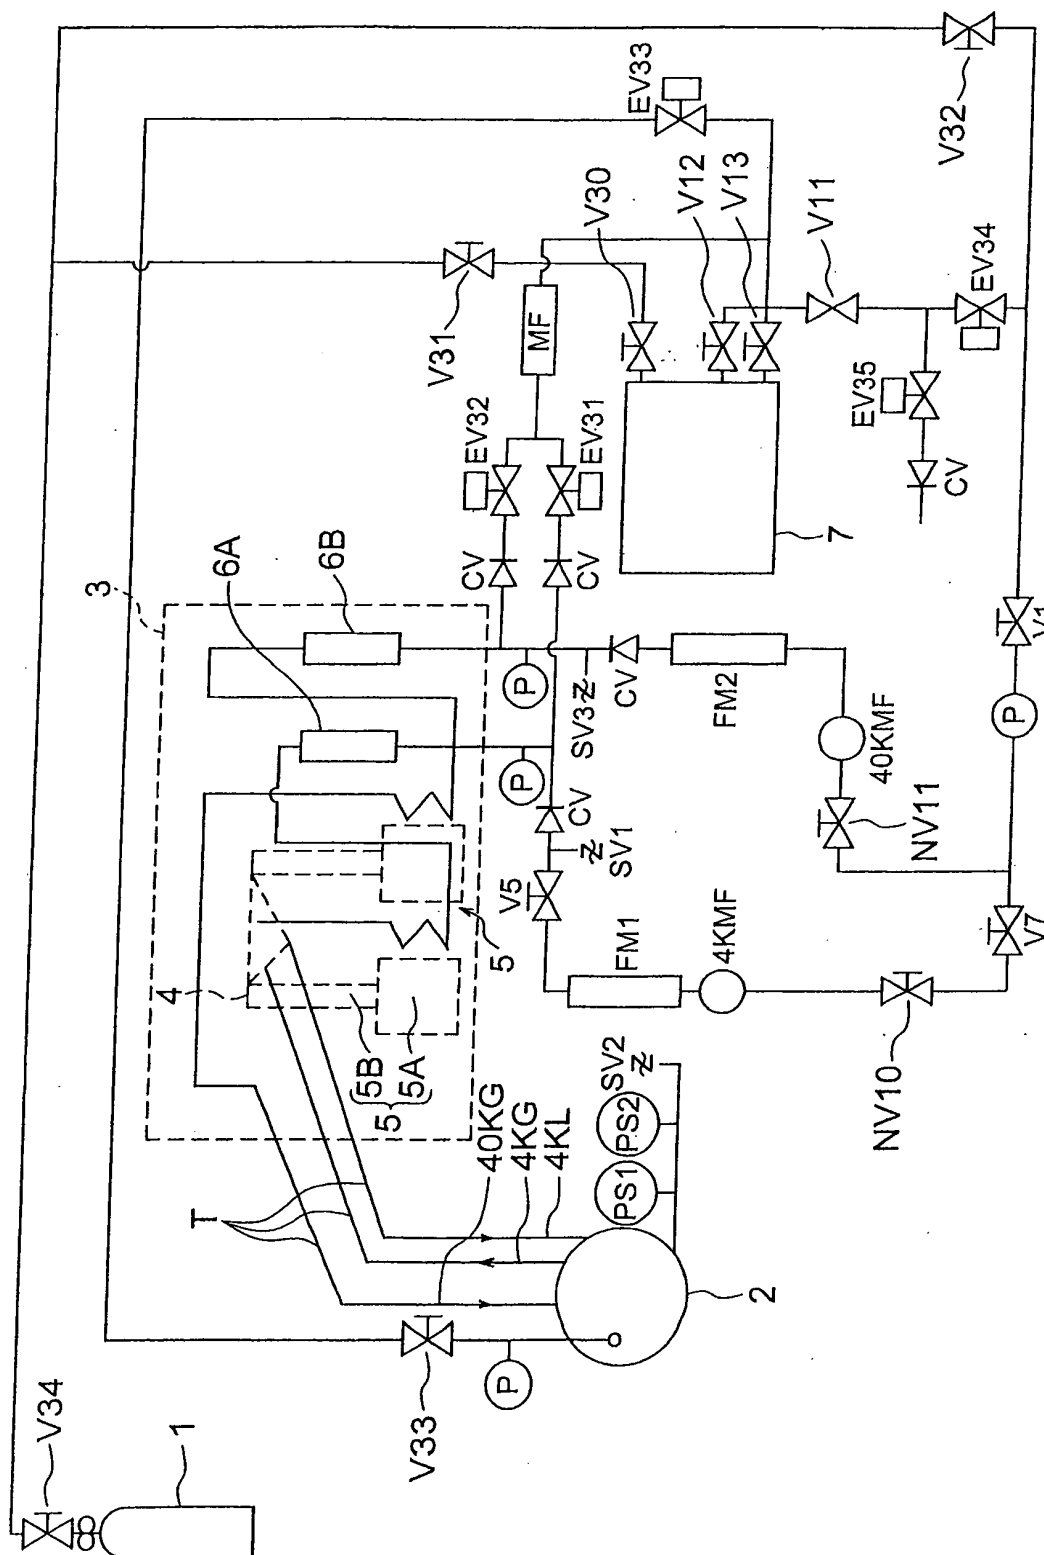 V34
1
V33
P
2
T
40KG
4KG
4KL
PS1
PS2
SV2
3
4
5B
5A
5
5
6A
6B
V5
SV1
CV
P
P
SV3
CV
FM1
4KMF
NV10
V7
NV11
40KMF
FM2
P
V1
CV
CV
EV32
EV31
MF
V31
V30
V12
V13
V11
7
EV33
EV34
EV35
CV
V32